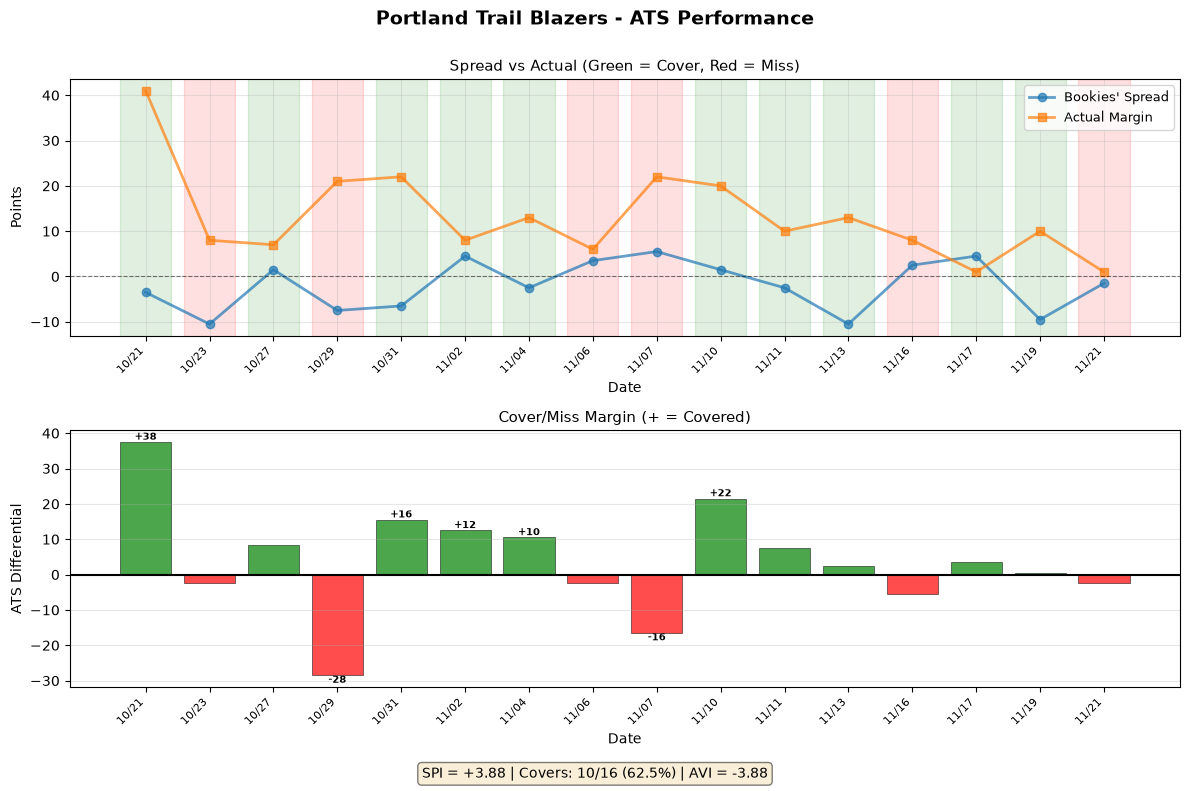 Portland Trail Blazers - ATS Performance
Spread vs Actual (Green = Cover, Red = Miss)
Points
40
30
20
10
0
−10
Bookies' Spread
Actual Margin
10/21 10/23 10/27 10/29 10/31 11/02 11/04 11/06 11/07 11/10 11/11 11/13 11/16 11/17 11/19 11/21
Date
Cover/Miss Margin (+ = Covered)
ATS Differential
40
30
20
10
0
−10
−20
−30
+38
-28
+16
+12
+10
-16
+22
10/21 10/23 10/27 10/29 10/31 11/02 11/04 11/06 11/07 11/10 11/11 11/13 11/16 11/17 11/19 11/21
Date
SPI = +3.88 | Covers: 10/16 (62.5%) | AVI = -3.88